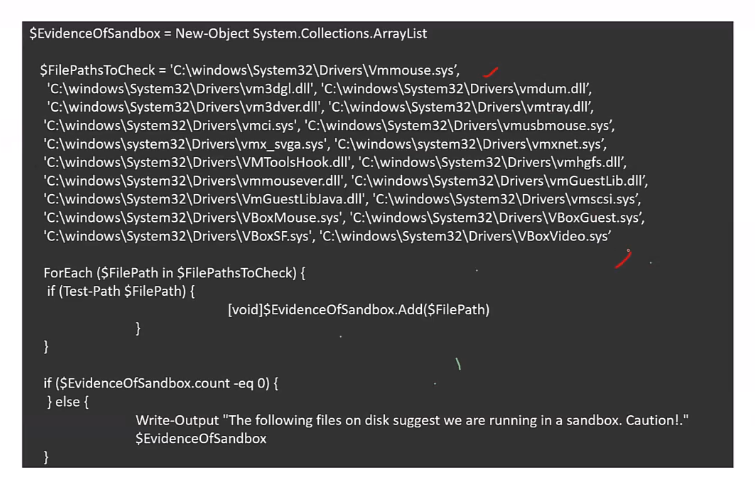 $EvidenceOfSandbox = New-Object System.Collections.ArrayList
$FilePathsToCheck = 'C:\windows\System32\Drivers\Vmmouse.sys’,
'C:\windows\System32\Drivers\vm3dgl.dll', 'C:\windows\System32\Drivers\vmdum.dll’,
'C:\windows\System32\Drivers\vm3dver.dll', 'C:\windows\System32\Drivers\vmtray.dll’,
'C:\windows\System32\Drivers\vmci.sys', 'C:\windows\System32\Drivers\vmusbmouse.sys’,
'C:\windows\System32\Drivers\vmx_svga.sys', 'C:\windows\System32\Drivers\vmxnet.sys’,
'C:\windows\System32\Drivers\VMToolsHook.dll', 'C:\windows\System32\Drivers\vmhgfs.dll’,
'C:\windows\System32\Drivers\vmmousever.dll', 'C:\windows\System32\Drivers\vmGuestLib.dll’,
'C:\windows\System32\Drivers\VmGuestLibJava.dll', 'C:\windows\System32\Drivers\vmscsi.sys’,
'C:\windows\System32\Drivers\VBoxMouse.sys', 'C:\windows\System32\Drivers\VBoxGuest.sys’,
'C:\windows\System32\Drivers\VBoxSF.sys', 'C:\windows\System32\Drivers\VBoxVideo.sys’
ForEach ($FilePath in $FilePathsToCheck) {
if (Test-Path $FilePath) {
[void]$EvidenceOfSandbox.Add($FilePath)
}
}
if ($EvidenceOfSandbox.count -eq 0) {
} else {
Write-Output "The following files on disk suggest we are running in a sandbox. Caution!."
$EvidenceOfSandbox
}